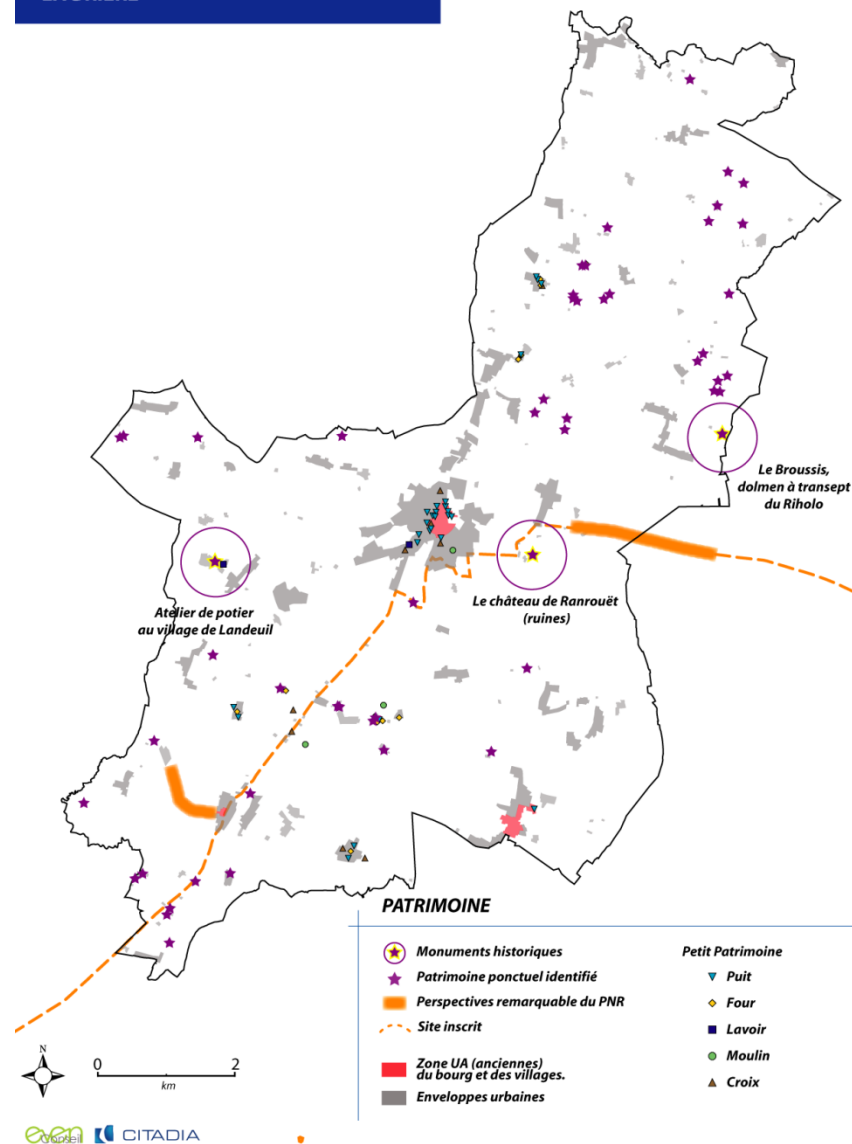 Le Broussis,
dolmen à transept
du Riholo
Atelier de potier
au village de Landeuil
Le château de Ranrouët
(ruines)
PATRIMOINE
Monuments historiques
Patrimoine ponctuel identifié
Perspectives remarquable du PNR
Site inscrit
Zone UA (anciennes)
du bourg et des villages.
Enveloppes urbaines
Petit Patrimoine
Puit
Four
Lavoir
Moulin
Croix
N
0 2
km
even
Conseil
CITADIA